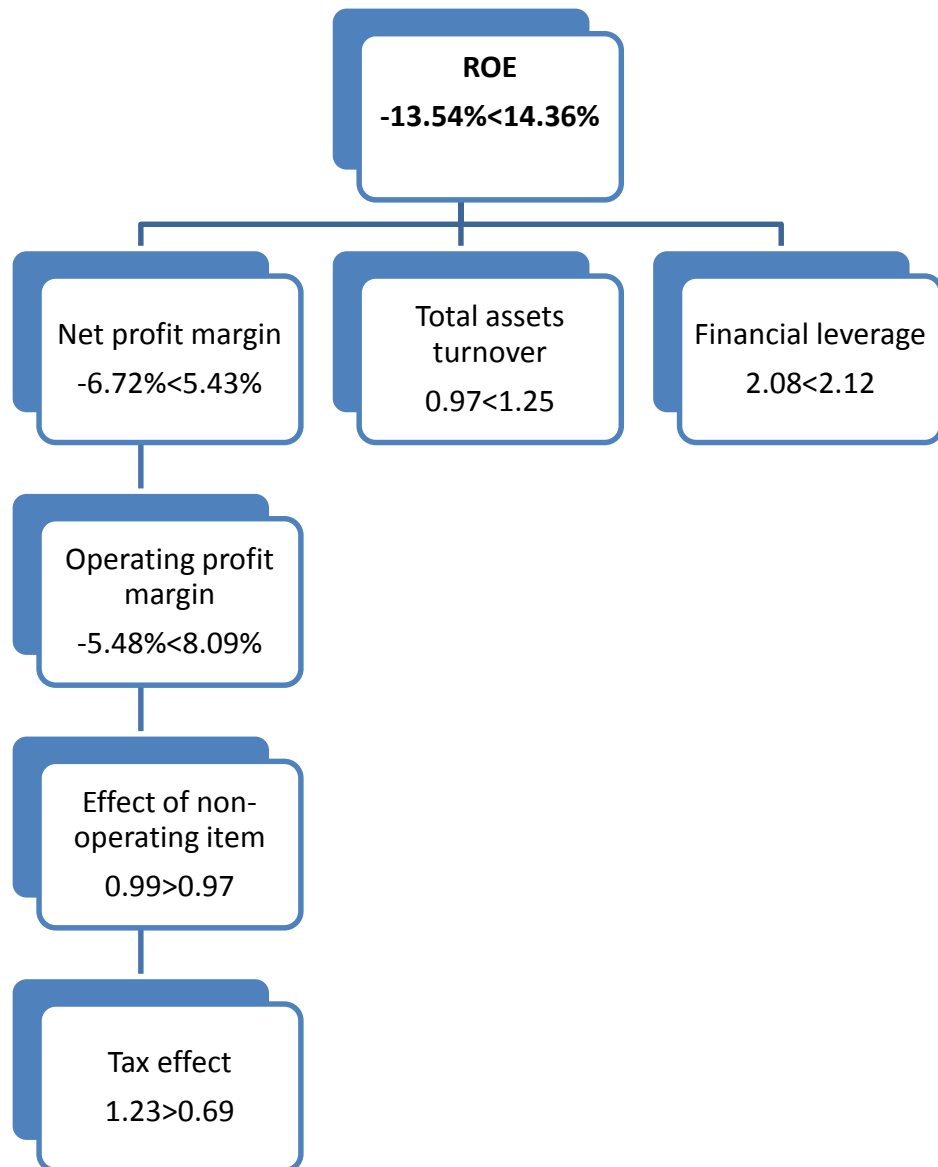 ROE
-13.54%<14.36%
Net profit margin
-6.72%<5.43%
Total assets
turnover
0.97<1.25
Financial leverage
2.08<2.12
Operating profit
margin
-5.48%<8.09%
Effect of non-
operating item
0.99>0.97
Tax effect
1.23>0.69